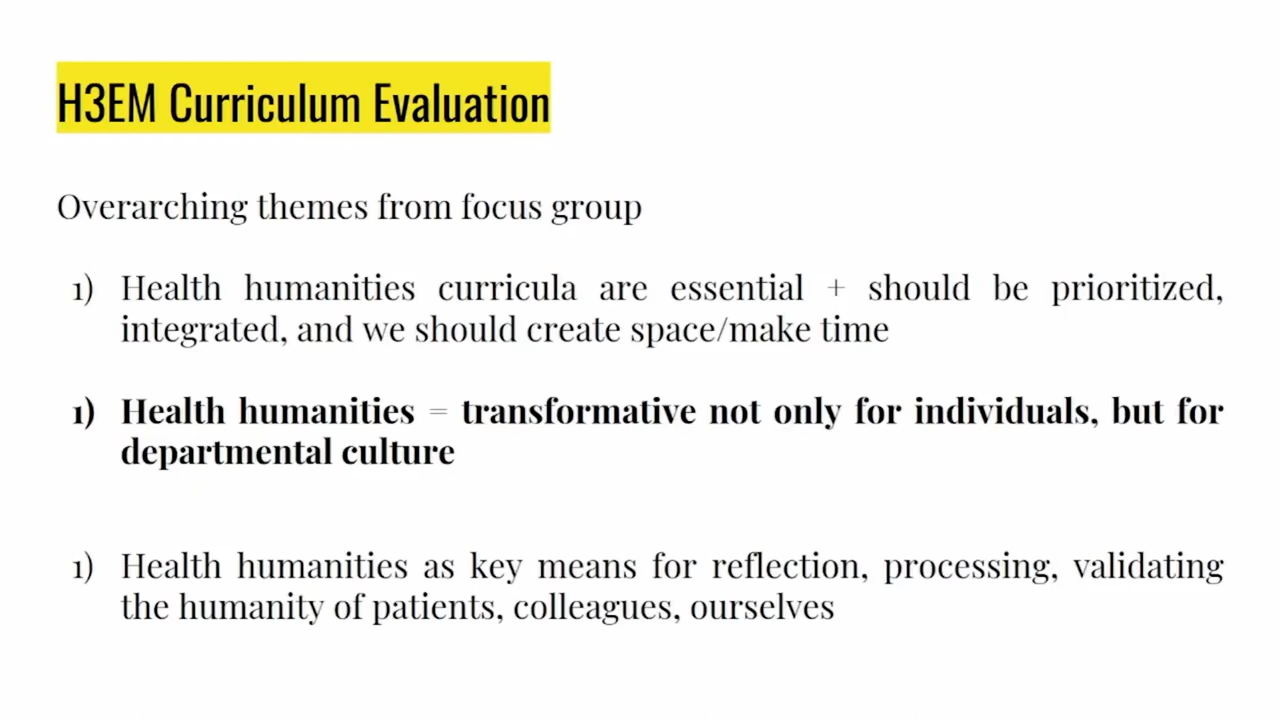 H3EM Curriculum Evaluation
Overarching themes from focus group
1) Health humanities curricula are essential + should be prioritized,
integrated, and we should create space/make time
1) Health humanities = transformative not only for individuals, but for
departmental culture
1) Health humanities as key means for reflection, processing, validating
the humanity of patients, colleagues, ourselves